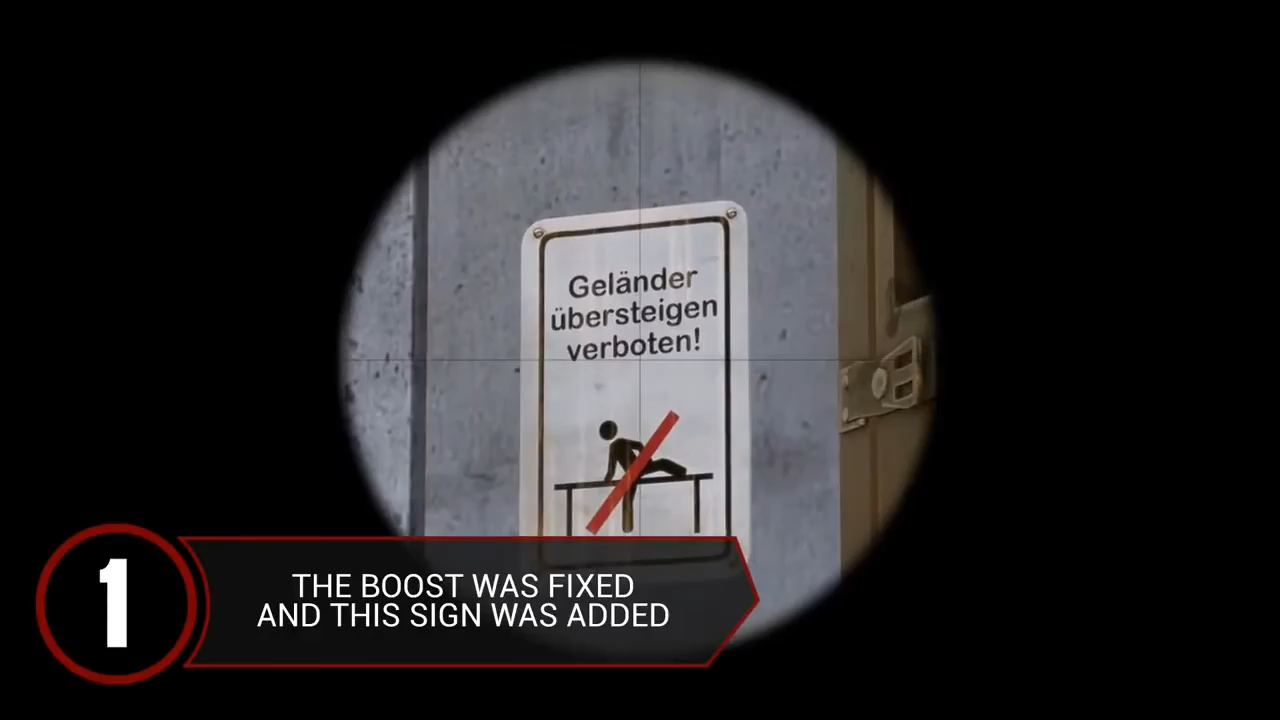 Geländer
übersteigen
verboten!
1
THE BOOST WAS FIXED
AND THIS SIGN WAS ADDED